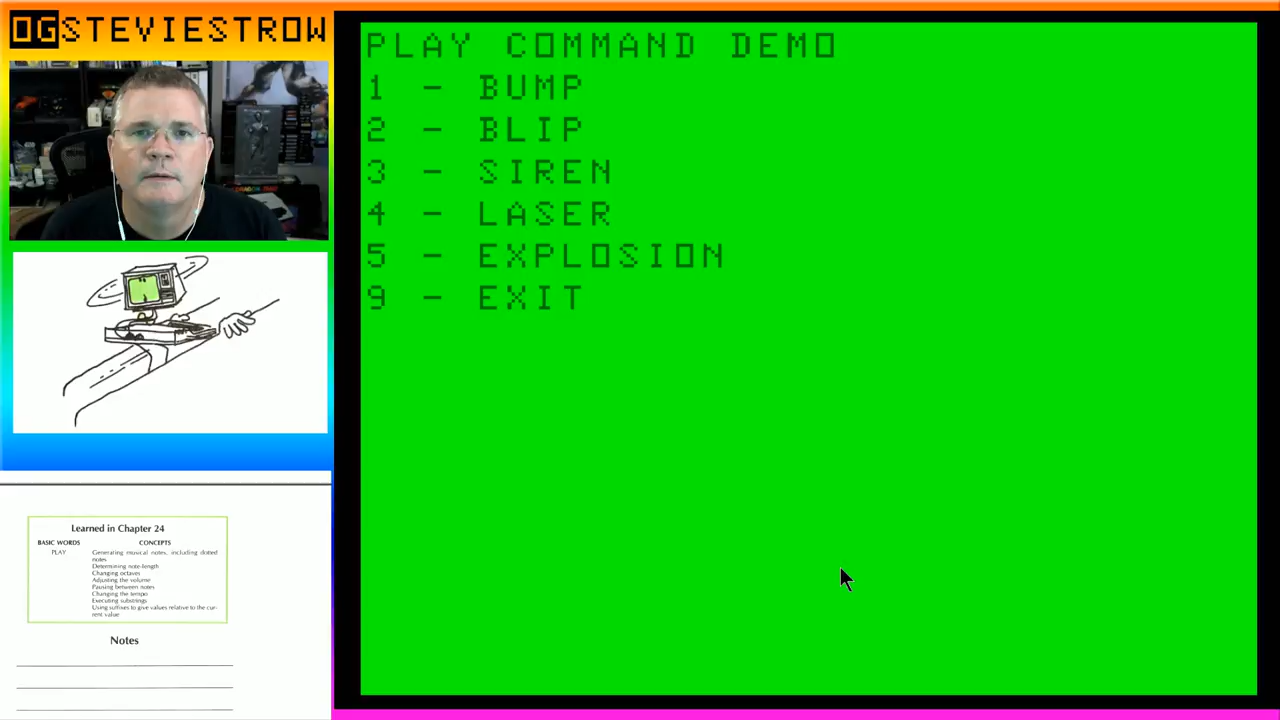 OGSTEVIESTROW
PLAY COMMAND DEMO
1 - BUMP
2 - BLIP
3 - SIREN
4 - LASER
5 - EXPLOSION
9 - EXIT
Learned in Chapter 24
BASIC WORDS CONCEPTS
PLAY Generating musical notes, including dotted
notes
Determining note-length
Changing octaves
Adjusting the volume
Pausing between notes
Changing the tempo
Executing substrings
Using suffixes to give values relative to the cur-
rent value
Notes